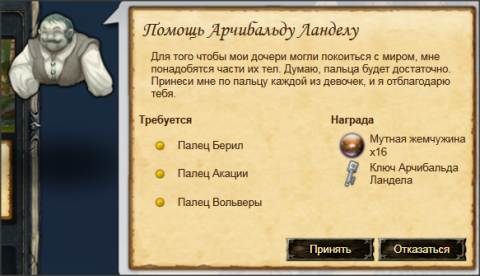 Помощь Арчибальду Ланделу
Для того чтобы мои дочери могли покоиться с миром, мне
понадобятся части их тел. Думаю, пальца будет достаточно.
Принеси мне по пальцу каждой из девочек, и я отблагодарю
тебя.
Требуется
Палец Берил
Палец Акации
Палец Вольверы
Награда
Мутная жемчужина
x16
Ключ Арчибальда
Ландела
Принять
Отказаться